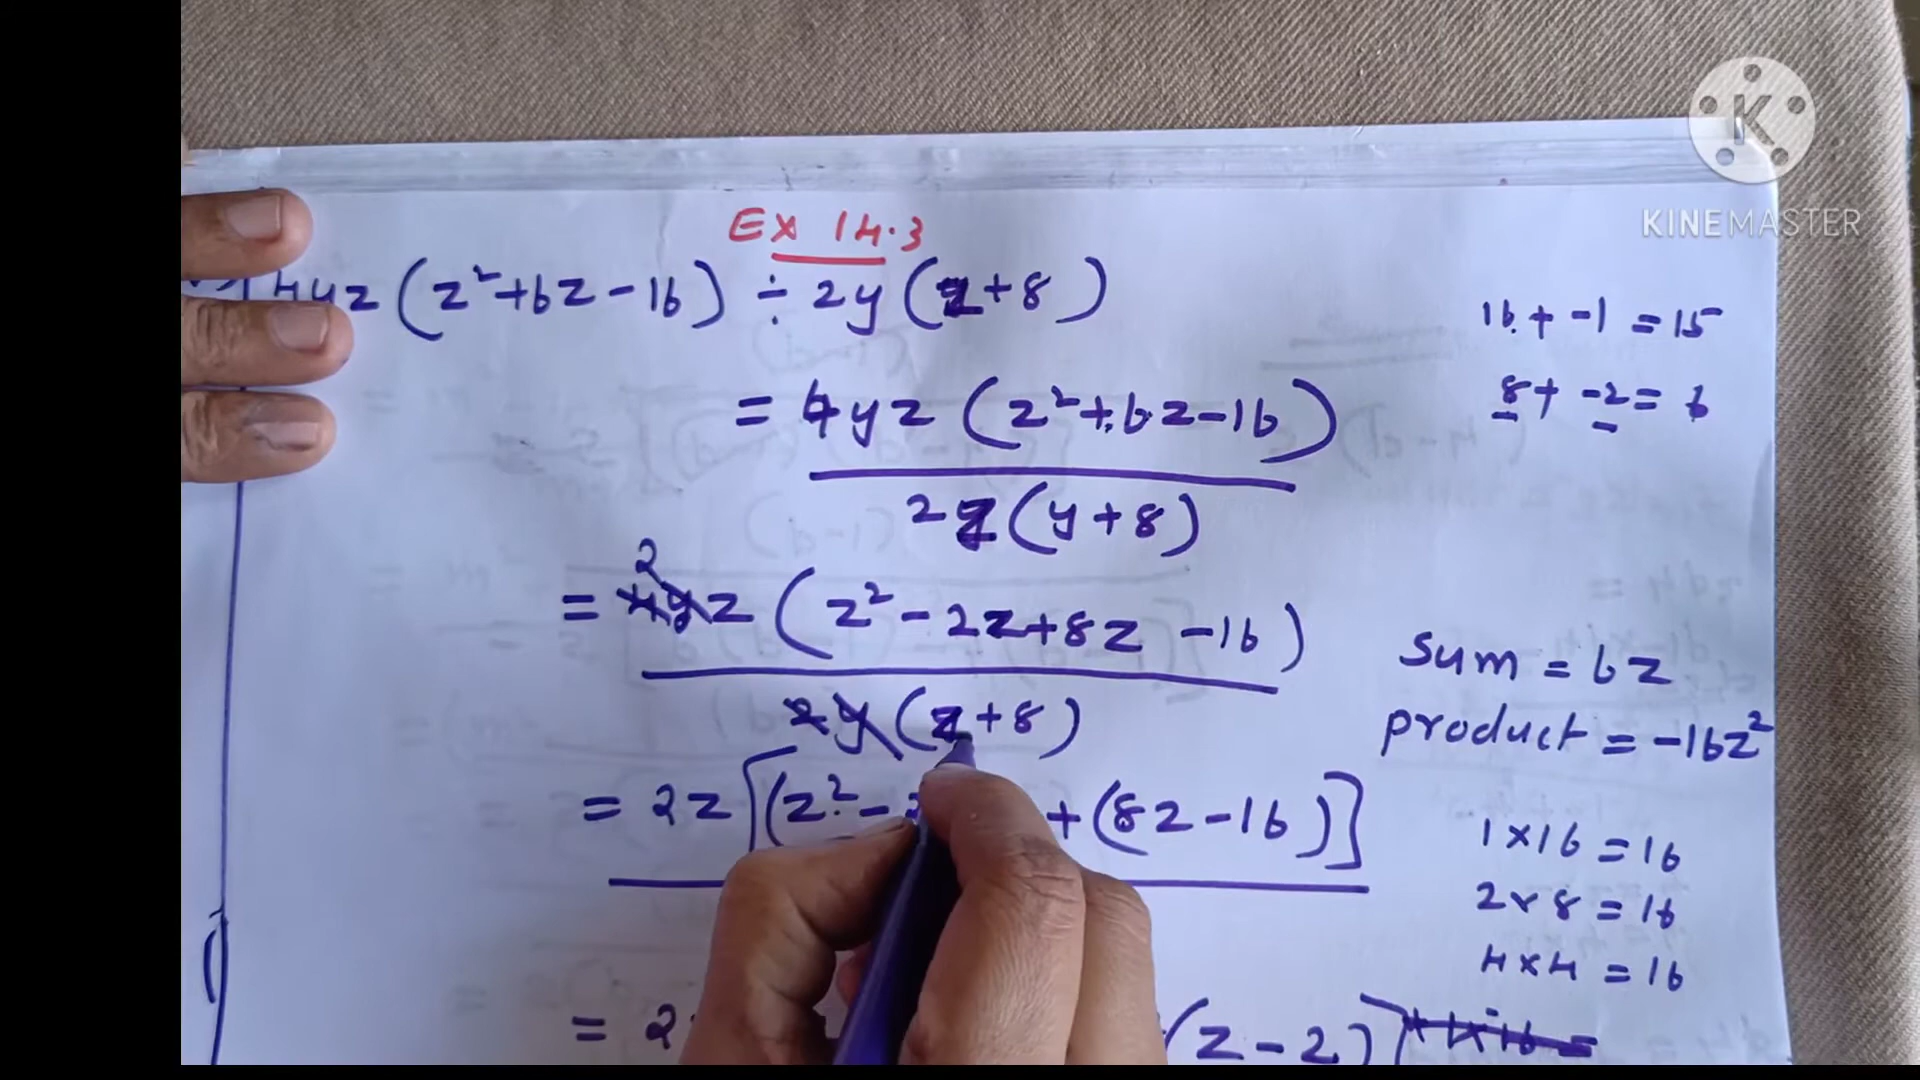 Ex 14.3
4yz (z²+6z-16) ÷ 2y (z+8)
= 4yz (z²+6z-16)
2z (y+8)
2
= 4yz (z²-2z+8z-16)
2y (z+8)
= 2z [(z²- + (8z-16)]
= 2 (z-2)]
16+-1=15
8+-2=6
sum = 6z
product = -16z²
1×16=16
2×8=16
4×4=16
K
KINEMASTER